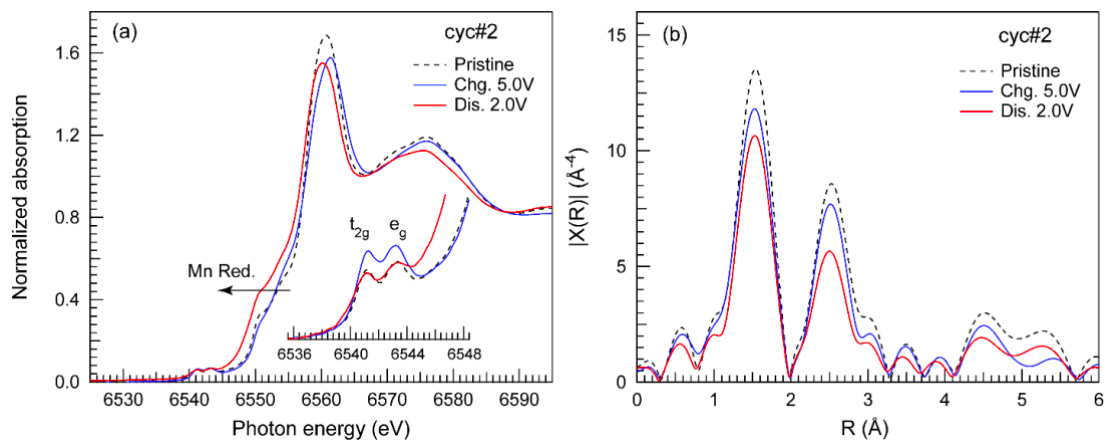 (a)
cyc#2
Pristine
Chg. 5.0V
Dis. 2.0V
1.6
1.2
0.8
0.4
0.0
Normalized absorption
t2g
eg
Mn Red.
6536 6540 6544 6548
6530 6540 6550 6560 6570 6580 6590
Photon energy (eV)
(b)
cyc#2
Pristine
Chg. 5.0V
Dis. 2.0V
15
10
5
0
|X(R)| (Å-4)
0 1 2 3 4 5 6
R (Å)